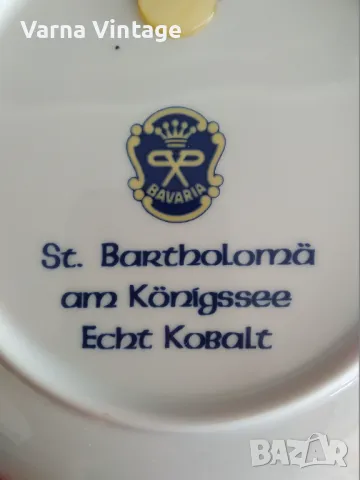 Varna Vintage
BAVARIA
St. Bartholomä
am Königssee
Echt Kobalt
BAZAR